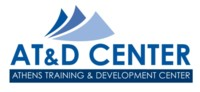 AT&D CENTER
ATHENS TRAINING & DEVELOPMENT CENTER